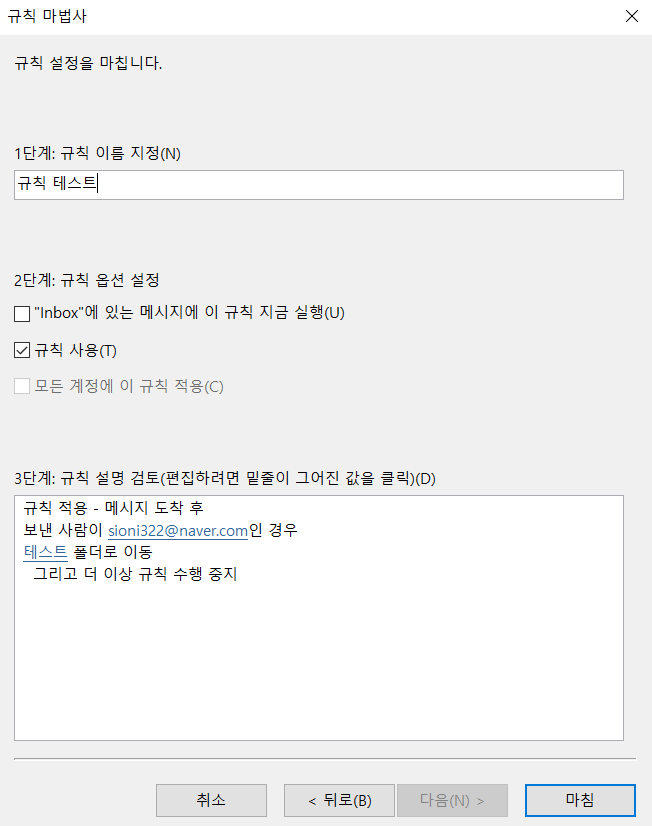 규칙 마법사
규칙 설정을 마칩니다.
1단계: 규칙 이름 지정(N)
규칙 테스트
2단계: 규칙 옵션 설정
"Inbox"에 있는 메시지에 이 규칙 지금 실행(U)
규칙 사용(T)
모든 계정에 이 규칙 적용(C)
3단계: 규칙 설명 검토(편집하려면 밑줄이 그어진 값을 클릭)(D)
규칙 적용 - 메시지 도착 후
보낸 사람이 sioni322@naver.com인 경우
테스트 폴더로 이동
그리고 더 이상 규칙 수행 중지
취소 < 뒤로(B) 다음(N) > 마침